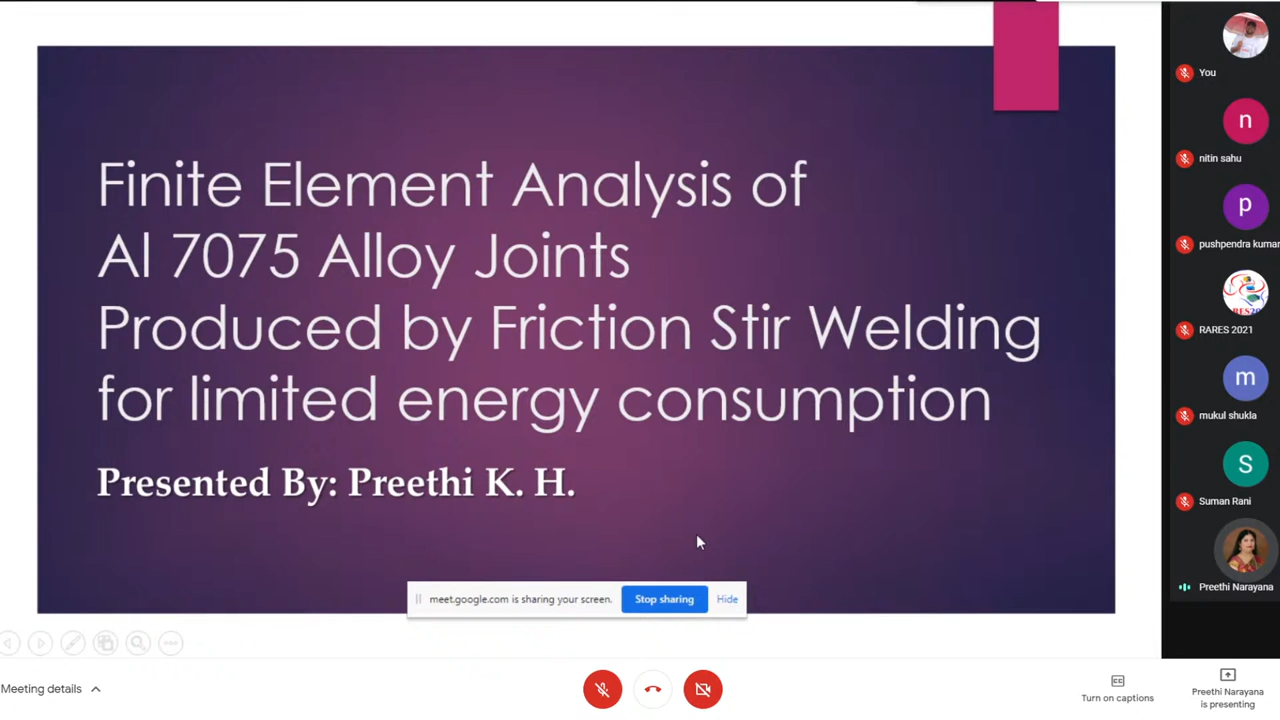 Finite Element Analysis of
Al 7075 Alloy Joints
Produced by Friction Stir Welding
for limited energy consumption
Presented By: Preethi K. H.
meet.google.com is sharing your screen.
Stop sharing
Hide
You
n
nitin sahu
p
pushpendra kumar
RARES 2021
m
mukul shukla
S
Suman Rani
Preethi Narayana
Meeting details
CC
Turn on captions
Preethi Narayana
is presenting